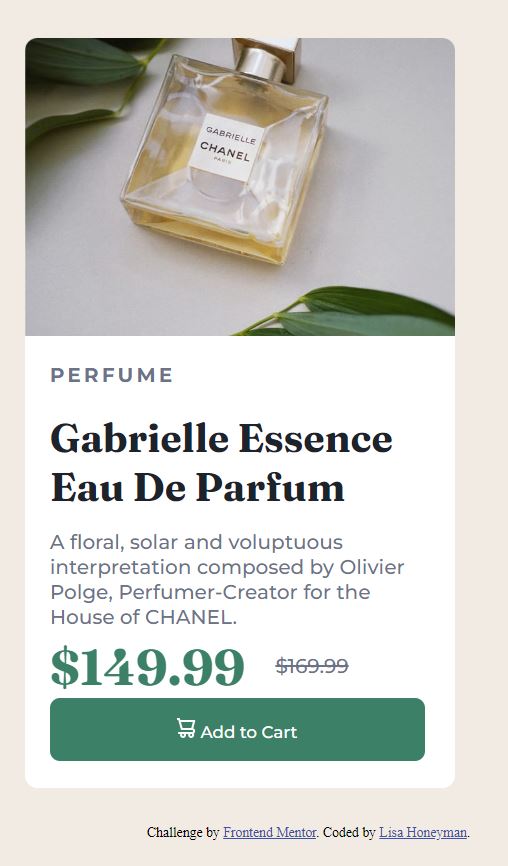 GABRIELLE
CHANEL
PARIS
PERFUME
Gabrielle Essence
Eau De Parfum
A floral, solar and voluptuous
interpretation composed by Olivier
Polge, Perfumer-Creator for the
House of CHANEL.
$149.99 $169.99
Add to Cart
Challenge by Frontend Mentor. Coded by Lisa Honeyman.